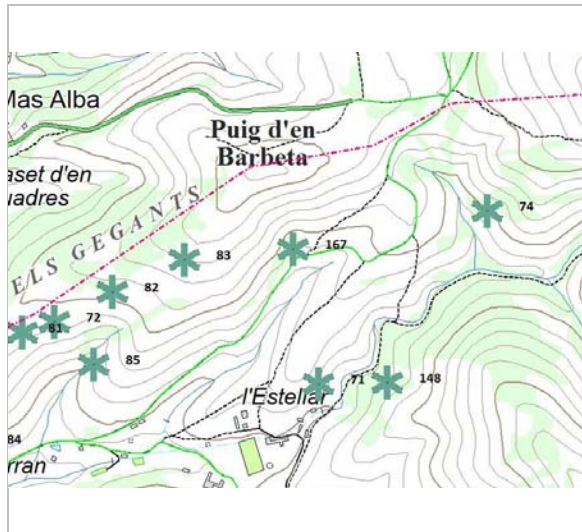 Mas Alba
Puig d'en
Barbeta
aset d'en
uadres
ELS GEGANTS
74
83
167
82
81
72
85
71
148
l'Esteliar
84
rran